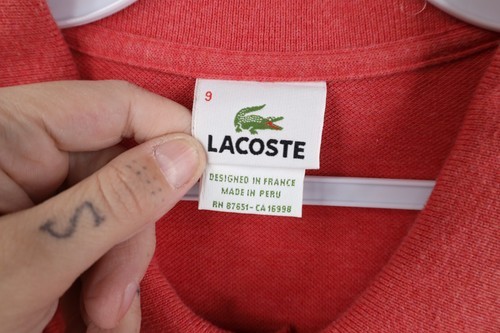 9
LACOSTE
DESIGNED IN FRANCE
MADE IN PERU
RN 87651-CA 16998
S